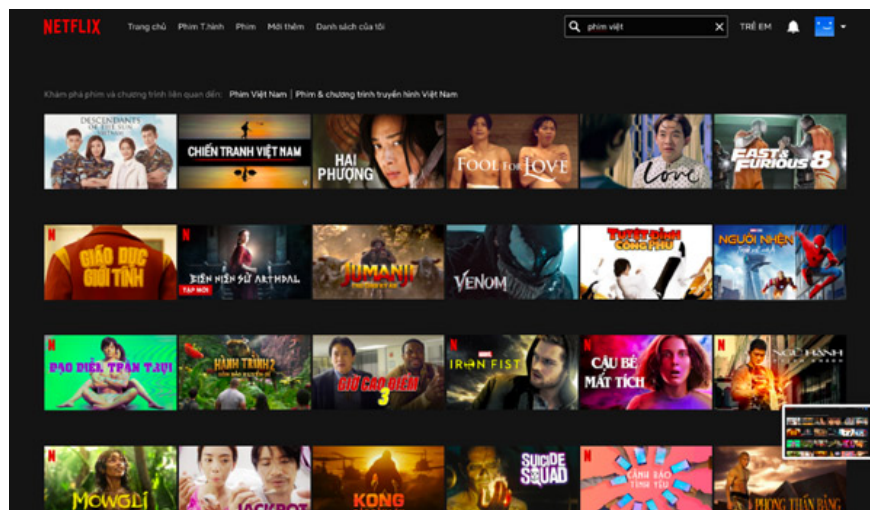 NETFLIX Trang chủ Phim T.hình Phim Mới thêm Danh sách của tôi phim việt TRẺ EM
Khám phá phim và chương trình liên quan đến: Phim Việt Nam | Phim & chương trình truyền hình Việt Nam
DESCENDANTS OF THE SUN VIETNAM
CHIẾN TRANH VIỆT NAM
HAI PHƯỢNG
FOOL FOR LOVE
Love
FAST & FURIOUS 8
N GIÁO DỤC GIỚI TÍNH
N BIÊN NIÊN SỬ ARTHDAL TẬP MỚI
JUMANJI
VENOM
TUYỆT ĐỈNH CÔNG PHU
NGƯỜI NHỆN
N ĐẠO DIỄN TRẦN TRỤI
HÀNH TRÌNH 2
GIỜ CAO ĐIỂM 3
N MARVEL IRON FIST
N CẬU BÉ MẤT TÍCH
N NGŨ HÀNH
N MOWGLI
JACKPOT
KONG
SUICIDE SQUAD
N CẢNH BÁO TÌNH YÊU
PHONG THẦN BẢNG